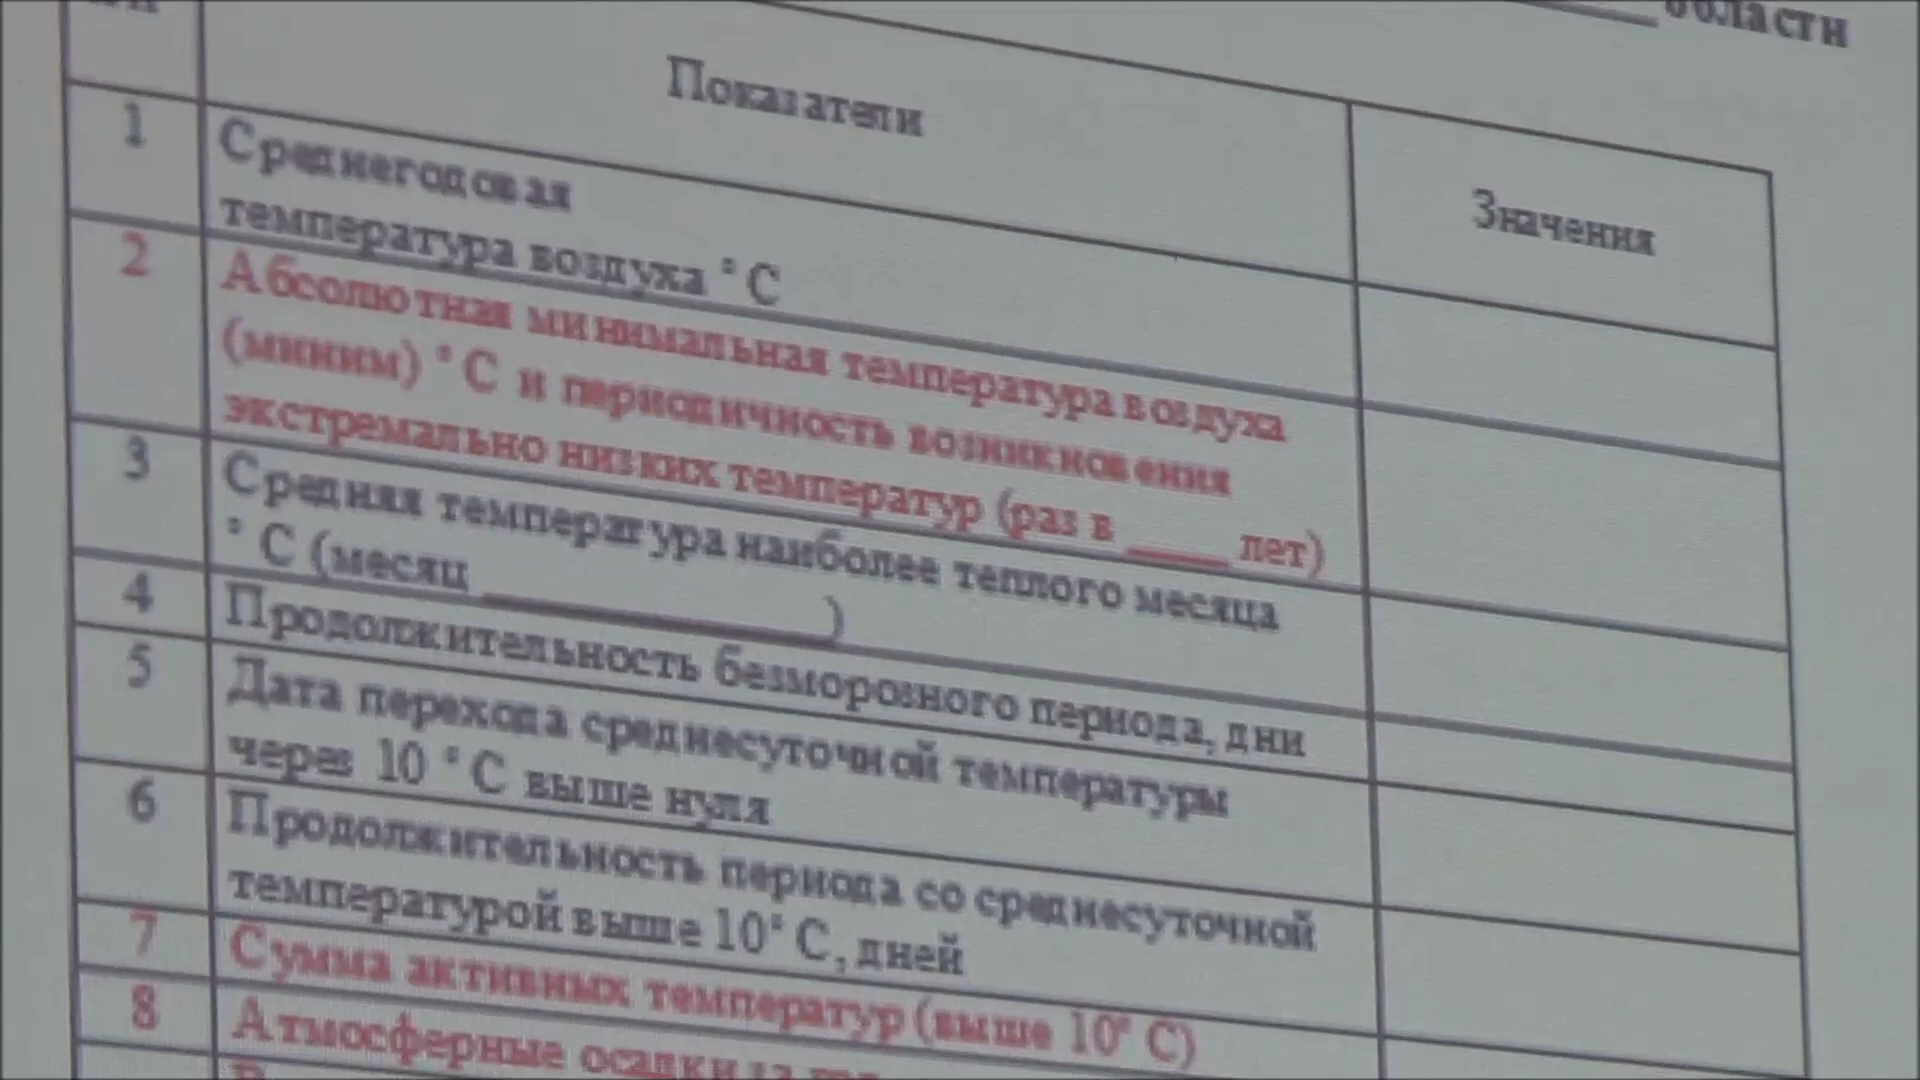 области
Показатели
Значения
1
Среднегодовая
температура воздуха °С
2
Абсолютная минимальная температура воздуха
(миним) °С и периодичность возникновения
экстремально низких температур (раз в ____ лет)
3
Средняя температура наиболее теплого месяца
°С (месяц ____________)
4
Продолжительность безморозного периода, дни
5
Дата перехода среднесуточной температуры
через 10 °С выше нуля
6
Продолжительность периода со среднесуточной
температурой выше 10°С, дней
7
Сумма активных температур (выше 10°С)
8
Атмосферные осадки